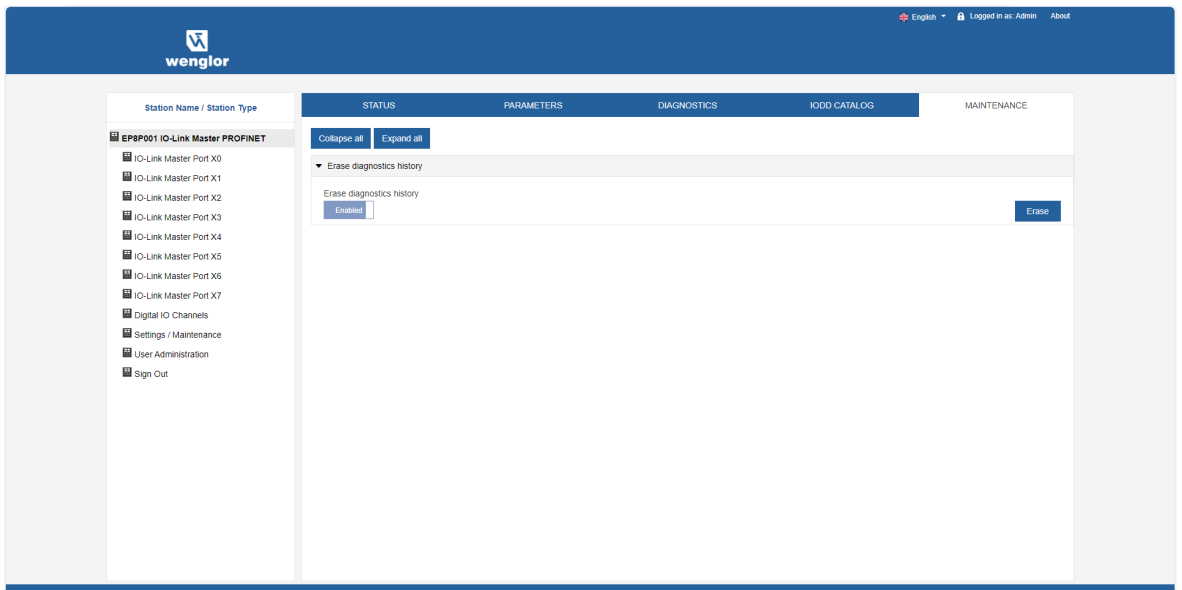 English Logged in as: Admin About
wenglor
Station Name / Station Type
STATUS PARAMETERS DIAGNOSTICS IODD CATALOG MAINTENANCE
EP8P001 IO-Link Master PROFINET
IO-Link Master Port X0
IO-Link Master Port X1
IO-Link Master Port X2
IO-Link Master Port X3
IO-Link Master Port X4
IO-Link Master Port X5
IO-Link Master Port X6
IO-Link Master Port X7
Digital IO Channels
Settings / Maintenance
User Administration
Sign Out
Collapse all Expand all
Erase diagnostics history
Erase diagnostics history
Enabled
Erase